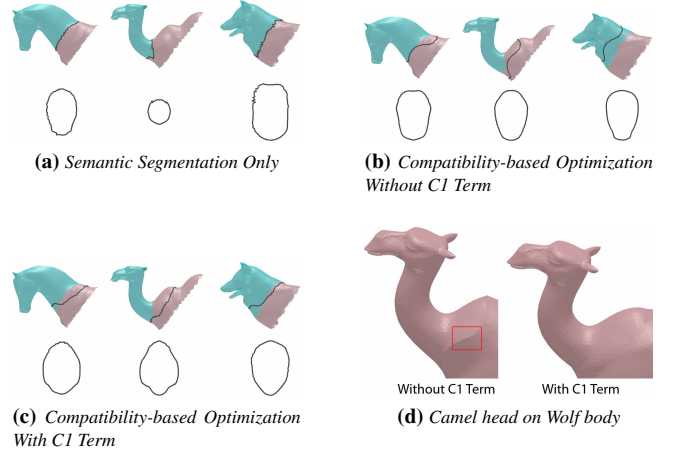 (a) Semantic Segmentation Only
(b) Compatibility-based Optimization
Without C1 Term
(c) Compatibility-based Optimization
With C1 Term
Without C1 Term
With C1 Term
(d) Camel head on Wolf body